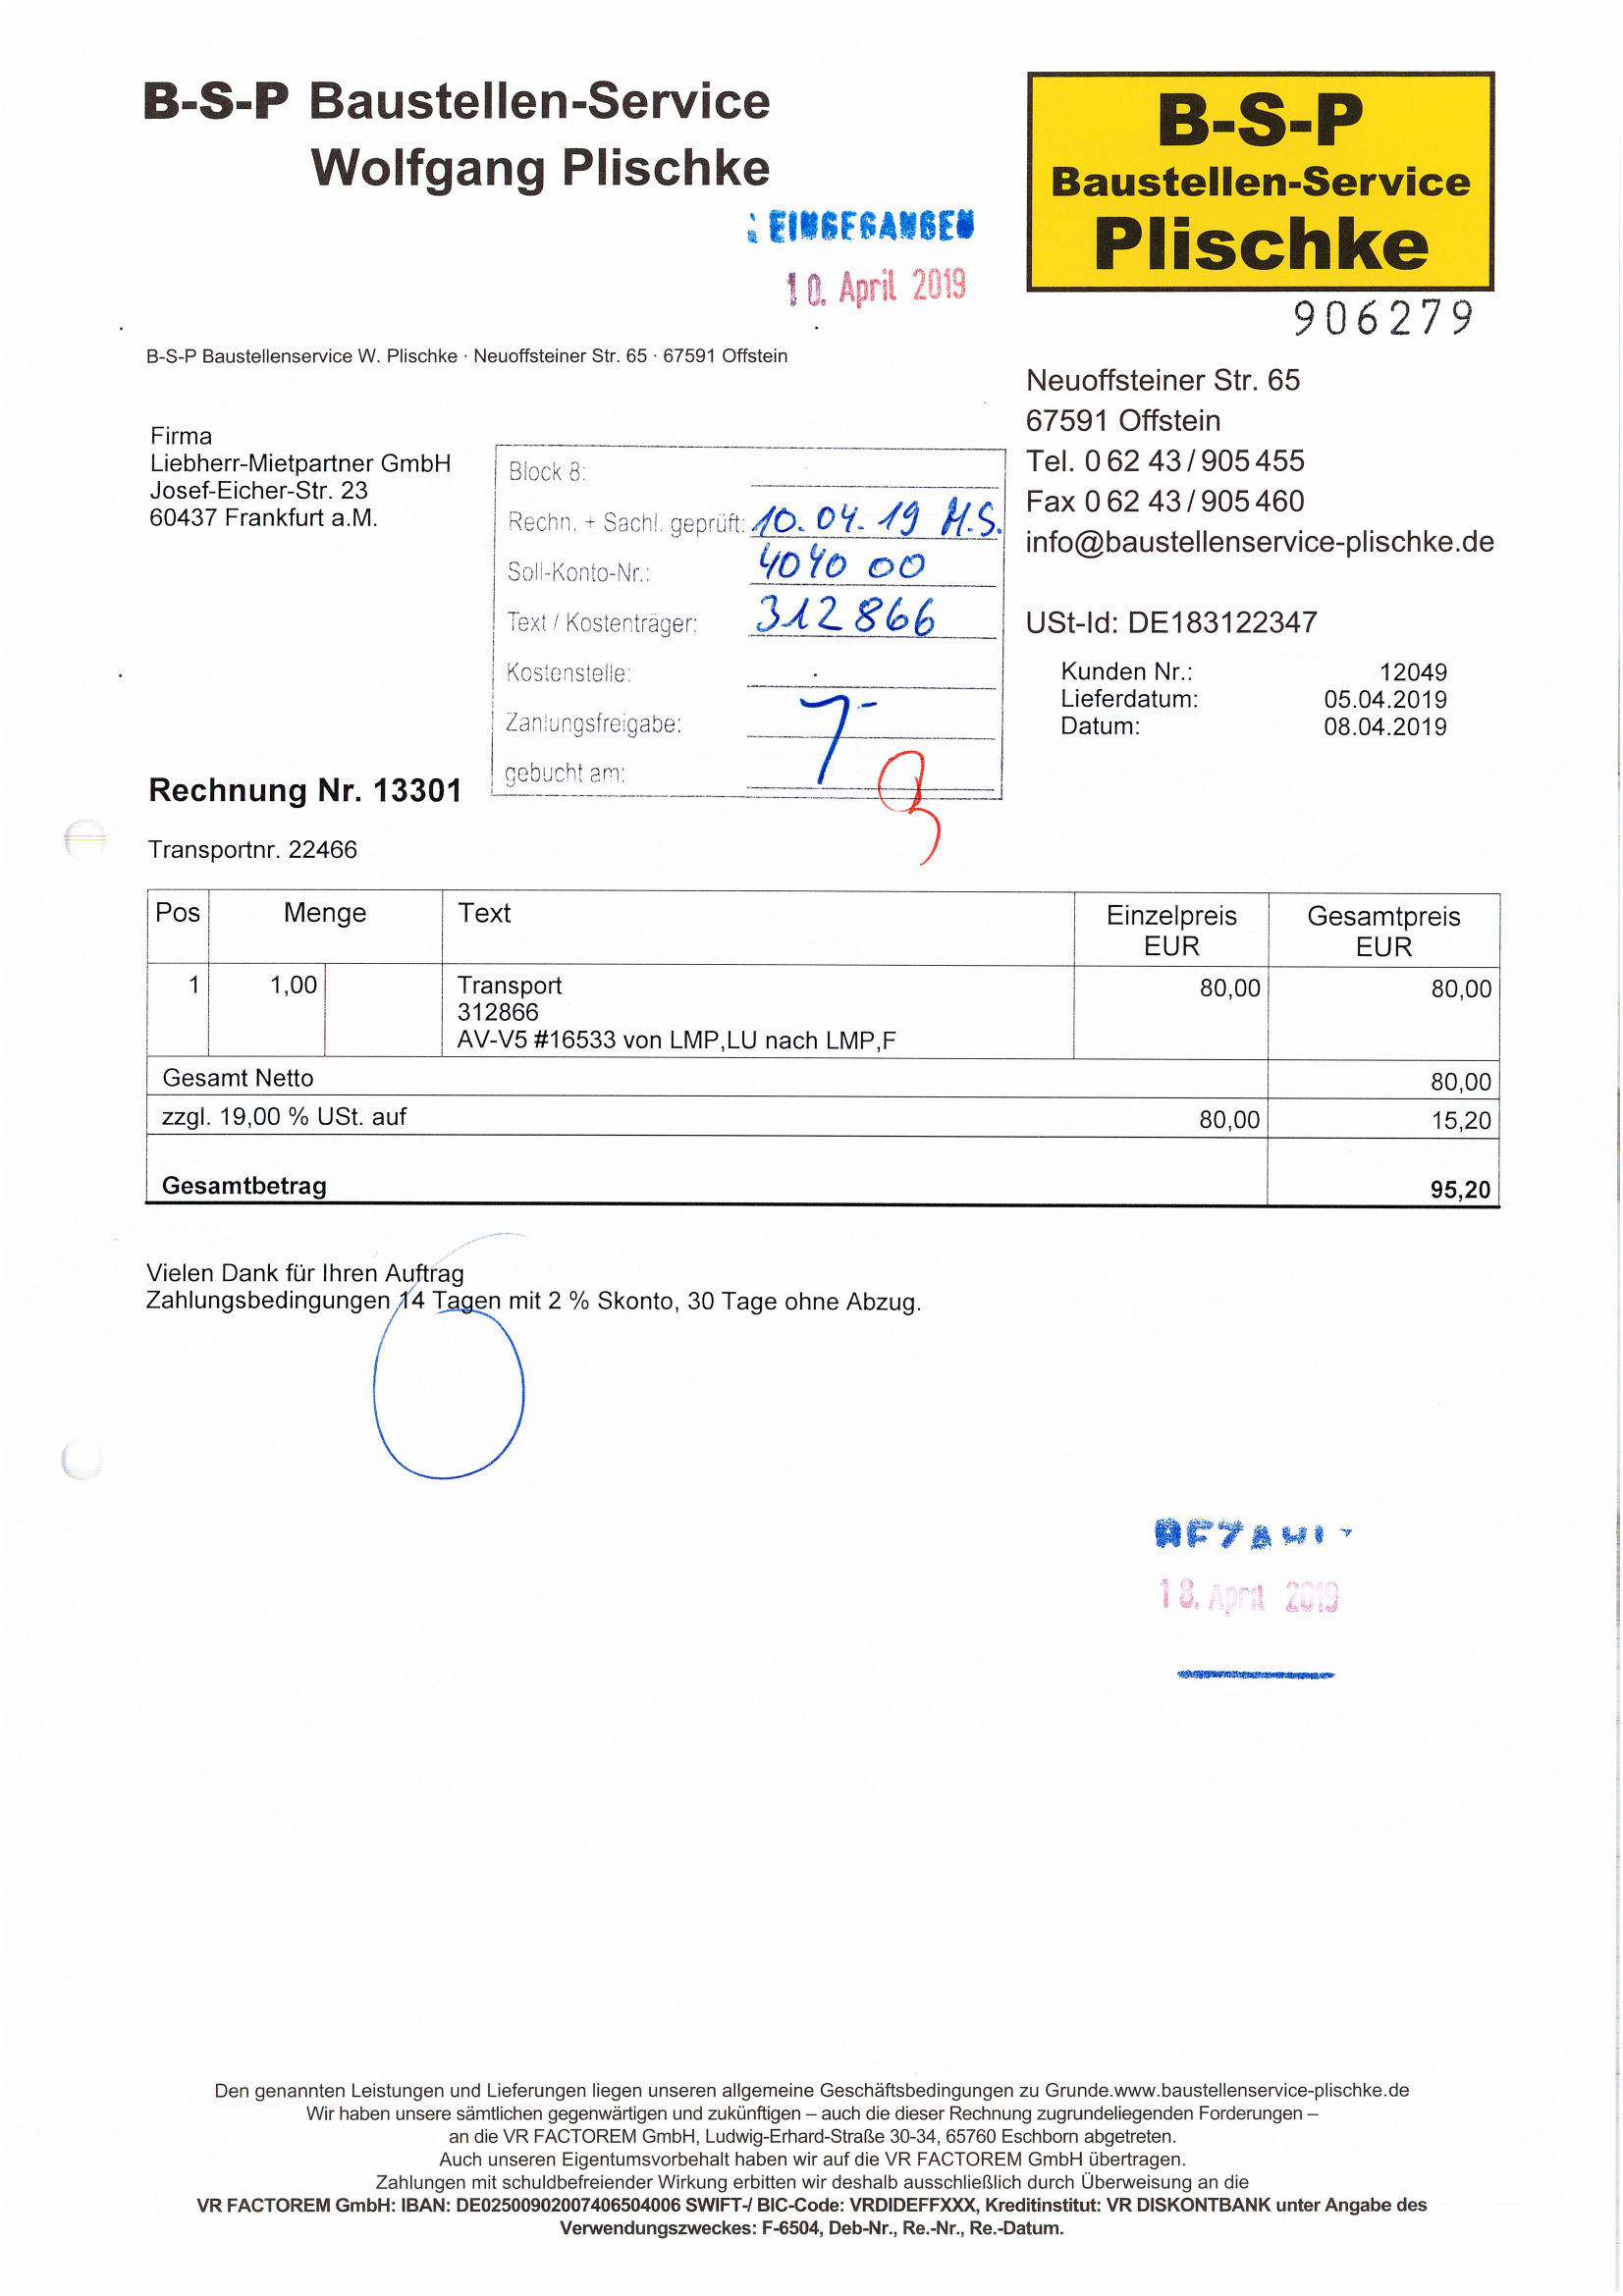 B-S-P Baustellen-Service
Wolfgang Plischke
B-S-P
Baustellen-Service
Plischke
EINGEGANGEN
10. April 2019
906279
B-S-P Baustellenservice W. Plischke · Neuoffsteiner Str. 65 · 67591 Offstein
Neuoffsteiner Str. 65
67591 Offstein
Tel. 0 62 43 / 905 455
Fax 0 62 43 / 905 460
info@baustellenservice-plischke.de
USt-Id: DE183122347
Firma
Liebherr-Mietpartner GmbH
Josef-Eicher-Str. 23
60437 Frankfurt a.M.
Block 8:
Rechn. + Sachl. geprüft: 10.04.19 M.S.
Soll-Konto-Nr.: 4040 00
Text / Kostenträger: 312866
Kostenstelle:
Zahlungsfreigabe:
gebucht am:
Kunden Nr.: 12049
Lieferdatum: 05.04.2019
Datum: 08.04.2019
Rechnung Nr. 13301
Transportnr. 22466
Pos Menge Text Einzelpreis EUR Gesamtpreis EUR
1 1,00 Transport 80,00 80,00
312866
AV-V5 #16533 von LMP,LU nach LMP,F
Gesamt Netto 80,00
zzgl. 19,00 % USt. auf 80,00 15,20
Gesamtbetrag 95,20
Vielen Dank für Ihren Auftrag
Zahlungsbedingungen 14 Tagen mit 2 % Skonto, 30 Tage ohne Abzug.
18. April 2019
Den genannten Leistungen und Lieferungen liegen unseren allgemeine Geschäftsbedingungen zu Grunde.www.baustellenservice-plischke.de
Wir haben unsere sämtlichen gegenwärtigen und zukünftigen – auch die dieser Rechnung zugrundeliegenden Forderungen –
an die VR FACTOREM GmbH, Ludwig-Erhard-Straße 30-34, 65760 Eschborn abgetreten.
Auch unseren Eigentumsvorbehalt haben wir auf die VR FACTOREM GmbH übertragen.
Zahlungen mit schuldbefreiender Wirkung erbitten wir deshalb ausschließlich durch Überweisung an die
VR FACTOREM GmbH: IBAN: DE02500902007406504006 SWIFT-/ BIC-Code: VRDIDEFFXXX, Kreditinstitut: VR DISKONTBANK unter Angabe des
Verwendungszweckes: F-6504, Deb-Nr., Re.-Nr., Re.-Datum.